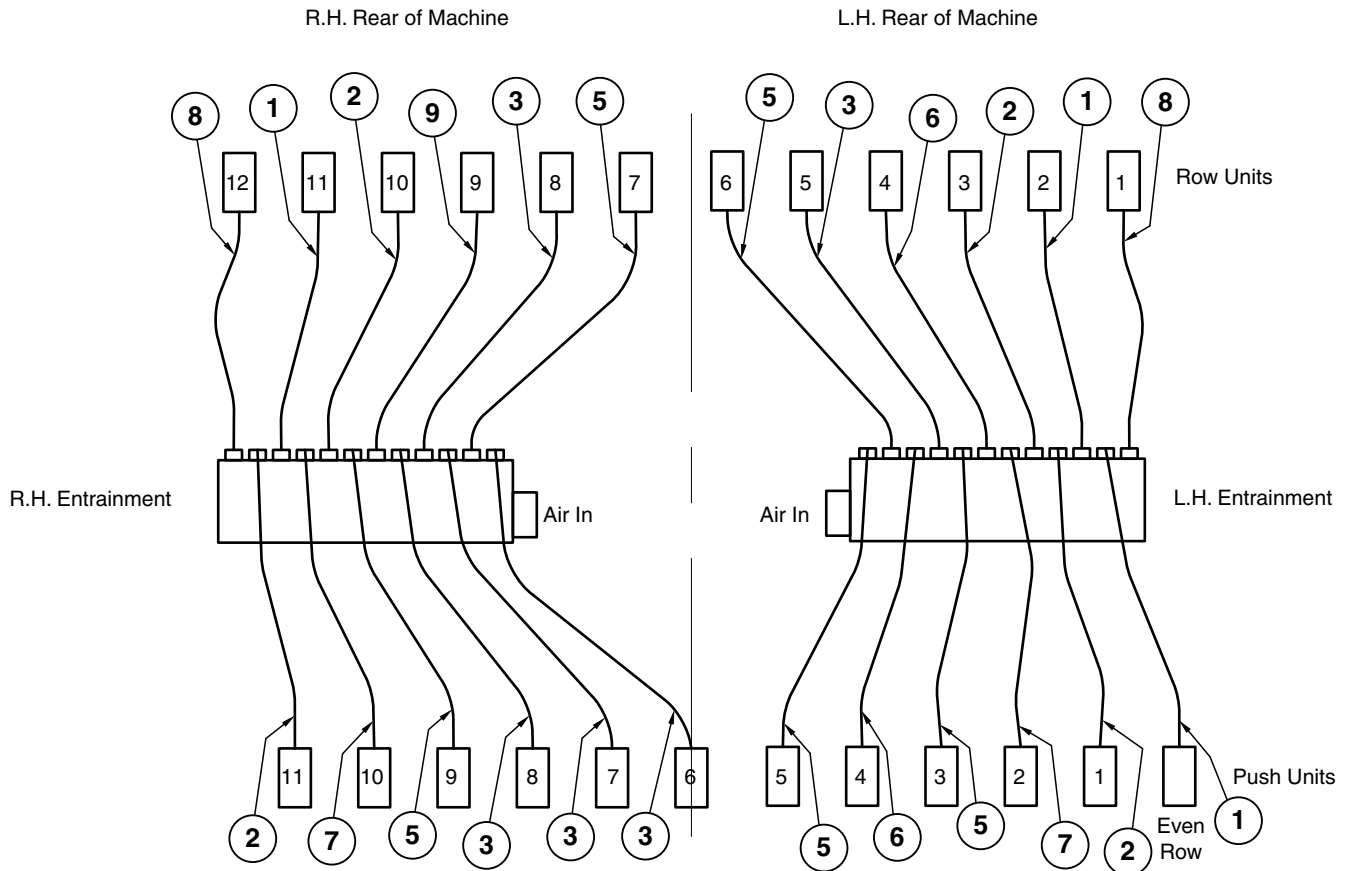 R.H. Rear of Machine
L.H. Rear of Machine
8 1 2 9 3 5
5 3 6 2 1 8
12 11 10 9 8 7
6 5 4 3 2 1
Row Units
R.H. Entrainment
Air In
Air In
L.H. Entrainment
11 10 9 8 7 6
5 4 3 2 1
Push Units
Even
Row
2 7 5 3 3 3
5 6 5 7 2 1